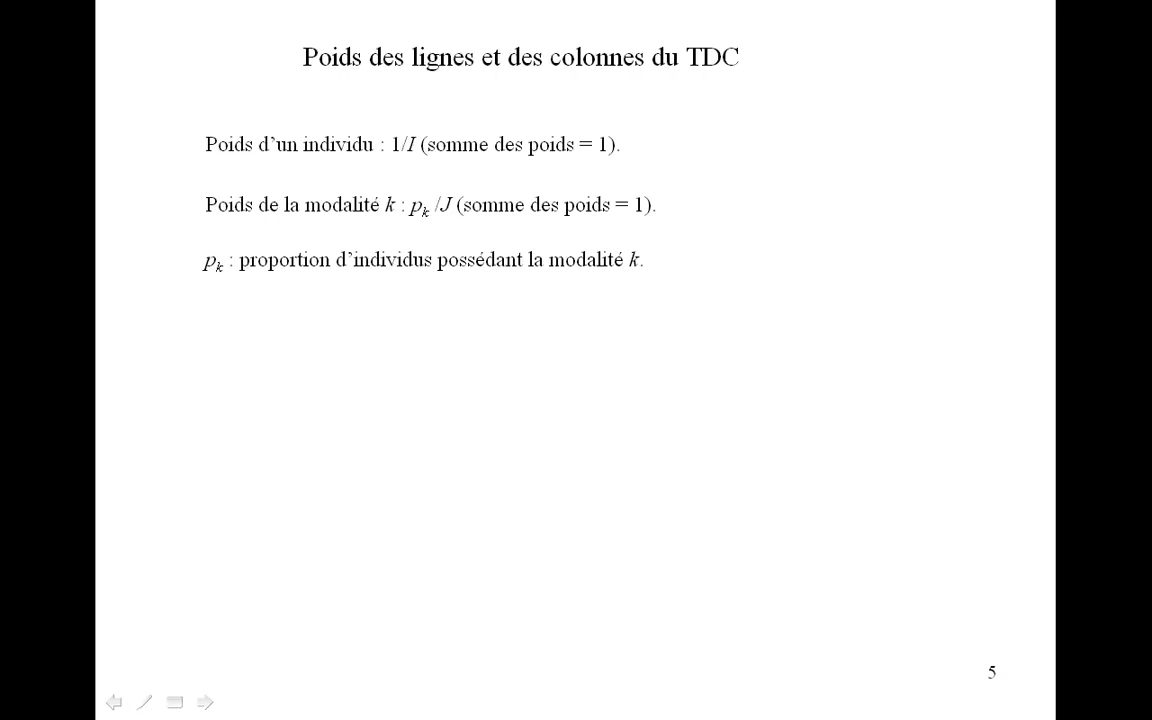 Poids des lignes et des colonnes du TDC
Poids d’un individu : 1/I (somme des poids = 1).
Poids de la modalité k : pk /J (somme des poids = 1).
pk : proportion d’individus possédant la modalité k.
5